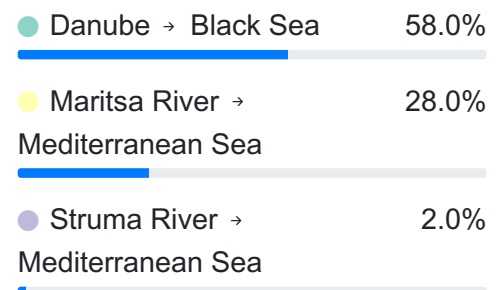 Danube → Black Sea 58.0%
Maritsa River → 28.0%
Mediterranean Sea
Struma River → 2.0%
Mediterranean Sea